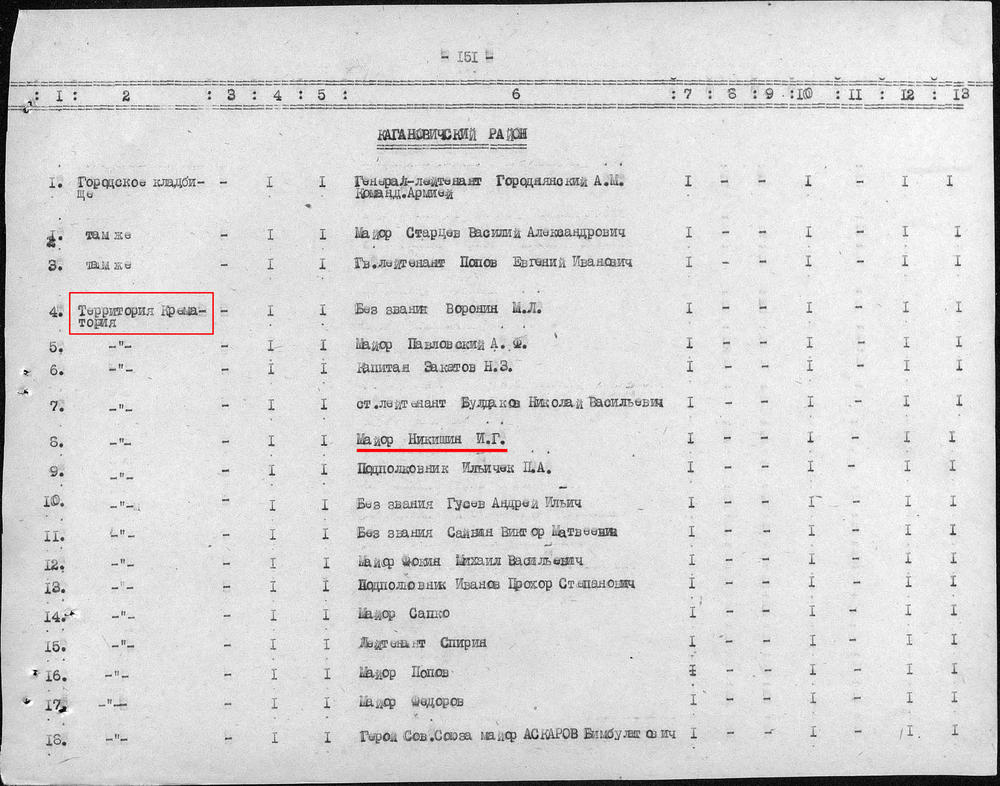 - 151 -
: I : 2 : 3 : 4 : 5 : 6 : 7 : 8 : 9 : 10 : 11 : 12 : 13
КАГАНОВИЧСКИЙ РАЙОН
I. Городское кладби- - I I Генерал-лейтенант Городнянский А.М. I - - I - I I
ще Команд.Армией
2. там же - I I Майор Старцев Василий Александрович I - - I - I I
3. там же - I I Гв.лейтенант Попов Евгений Иванович I - - I - I I
4. Территория Крема- - I I Без звания Воронин М.Л. I - - I - I I
тория
5. -"- - I I Майор Павловский А. Ф. I - - I - I I
6. -"- - I I Капитан Закатов Н.З. I - - I - I I
7. -"- - I I ст.лейтенант Булдаков Николай Васильевич I - - I - I I
8. -"- - I I Майор Никишин И.Г. I - - I - I I
9. -"- - I I Подполковник Ильичек П.А. I - - I - I I
10. -"- - I I Без звания Гусев Андрей Ильич I - - I - I I
11. -"- - I I Без звания Виктор Матвеевич I - - I - I I
12. -"- - I I Майор Фокин Михаил Васильевич I - - I - I I
13. -"- - I I Подполковник Иванов Прохор Степанович I - - I - I I
14. -"- - I I Майор Сапко I - - I - I I
15. -"- - I I Лейтенант Спирин I - - I - I I
16. -"- - I I Майор Попов I - - I - I I
17. -"- - I I Майор Федоров I - - I - I I
18. -"- - I I Герой Сов.Союза майор АСКАРОВ Бимбулатович I - - I - I I